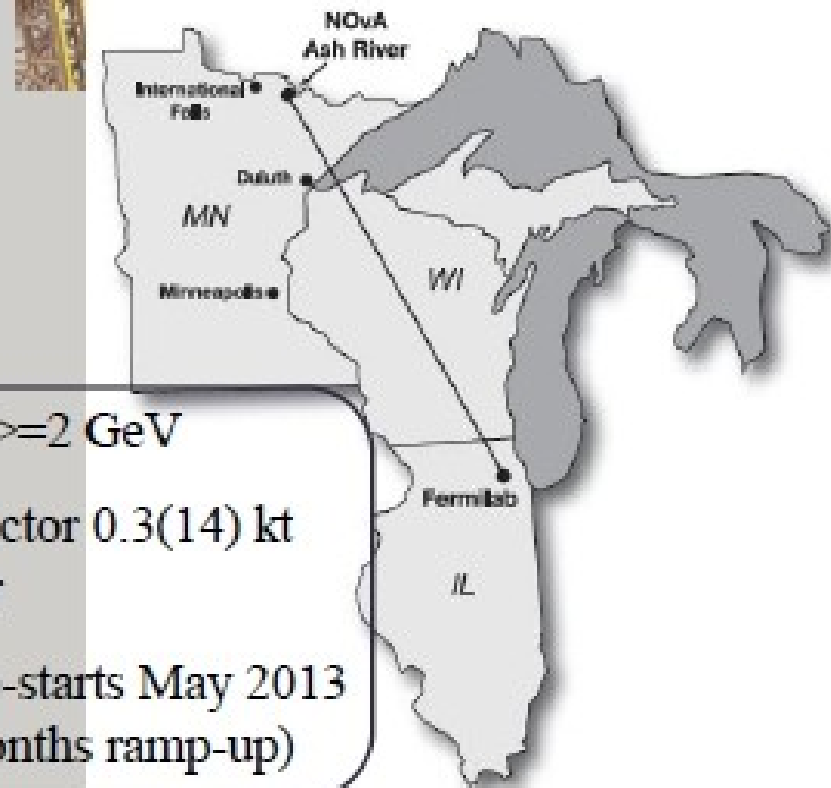 NOνA
Ash River
International
Falls
Duluth
MN
WI
Minneapolis
>=2 GeV
Fermilab
ctor 0.3(14) kt
IL
-starts May 2013
onths ramp-up)